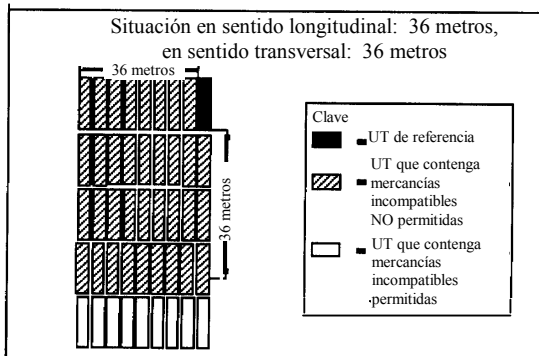 Situación en sentido longitudinal: 36 metros,
en sentido transversal: 36 metros
36 metros
36 metros
Clave
UT de referencia
UT que contenga
mercancías
incompatibles
NO permitidas
UT que contenga
mercancías
incompatibles
permitidas